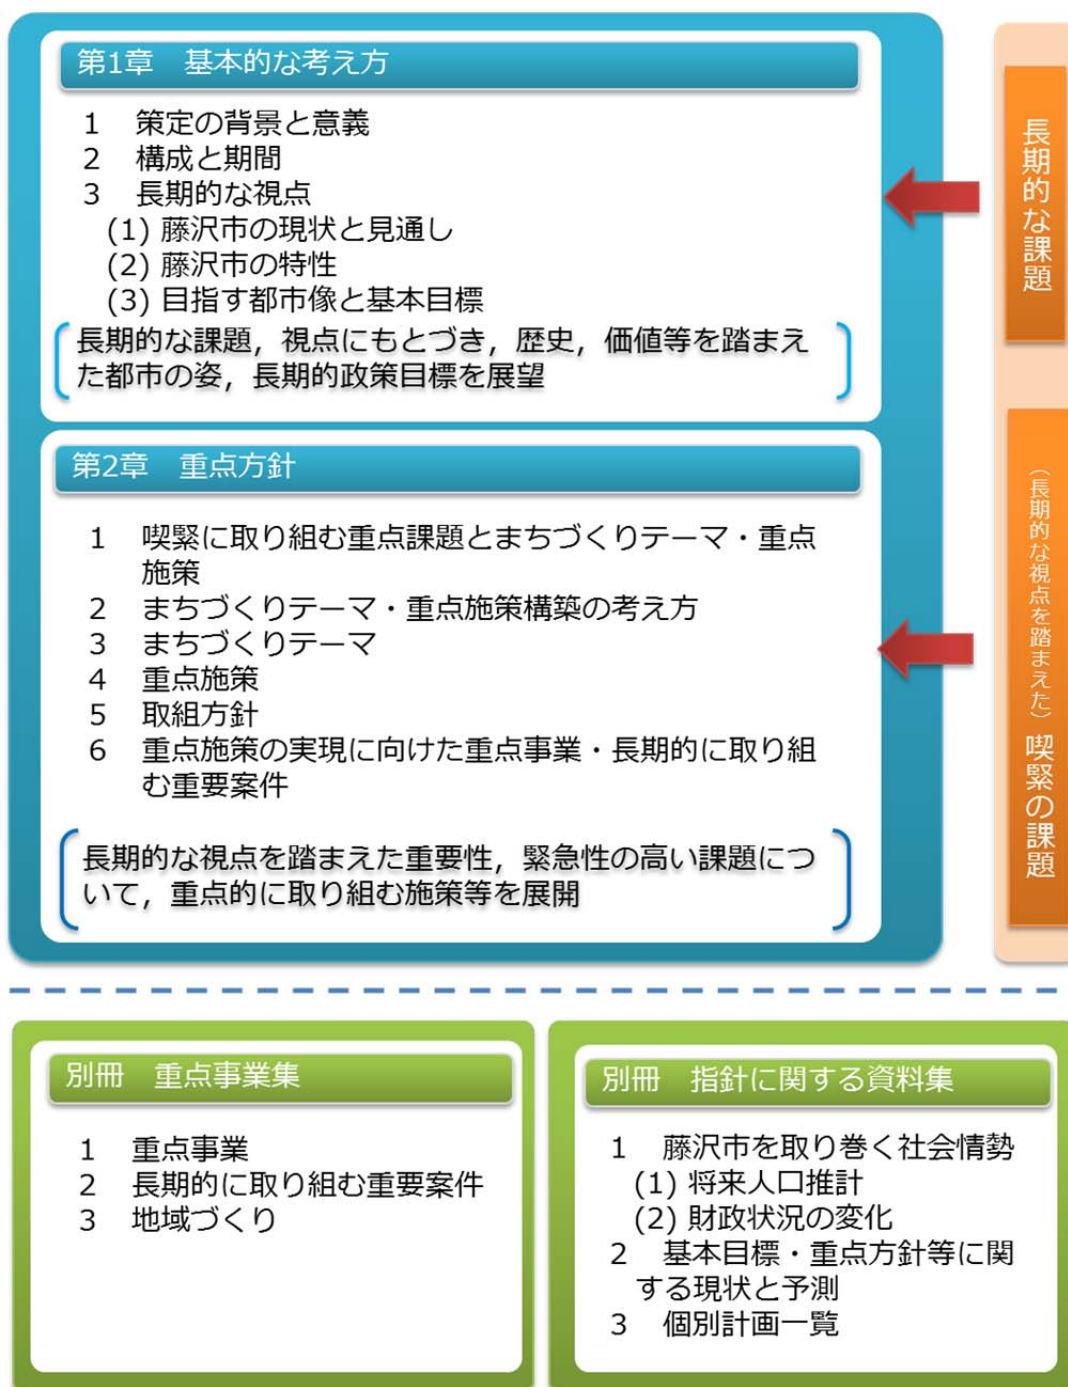 第1章　基本的な考え方
1　策定の背景と意義
2　構成と期間
3　長期的な視点
(1) 藤沢市の現状と見通し
(2) 藤沢市の特性
(3) 目指す都市像と基本目標
長期的な課題，視点にもとづき，歴史，価値等を踏まえ
た都市の姿，長期的政策目標を展望
長期的な課題
第2章　重点方針
1　喫緊に取り組む重点課題とまちづくりテーマ・重点
施策
2　まちづくりテーマ・重点施策構築の考え方
3　まちづくりテーマ
4　重点施策
5　取組方針
6　重点施策の実現に向けた重点事業・長期的に取り組
む重要案件
長期的な視点を踏まえた重要性，緊急性の高い課題につ
いて，重点的に取り組む施策等を展開
（長期的な視点を踏まえた）喫緊の課題
別冊　重点事業集
1　重点事業
2　長期的に取り組む重要案件
3　地域づくり
別冊　指針に関する資料集
1　藤沢市を取り巻く社会情勢
(1) 将来人口推計
(2) 財政状況の変化
2　基本目標・重点方針等に関
する現状と予測
3　個別計画一覧